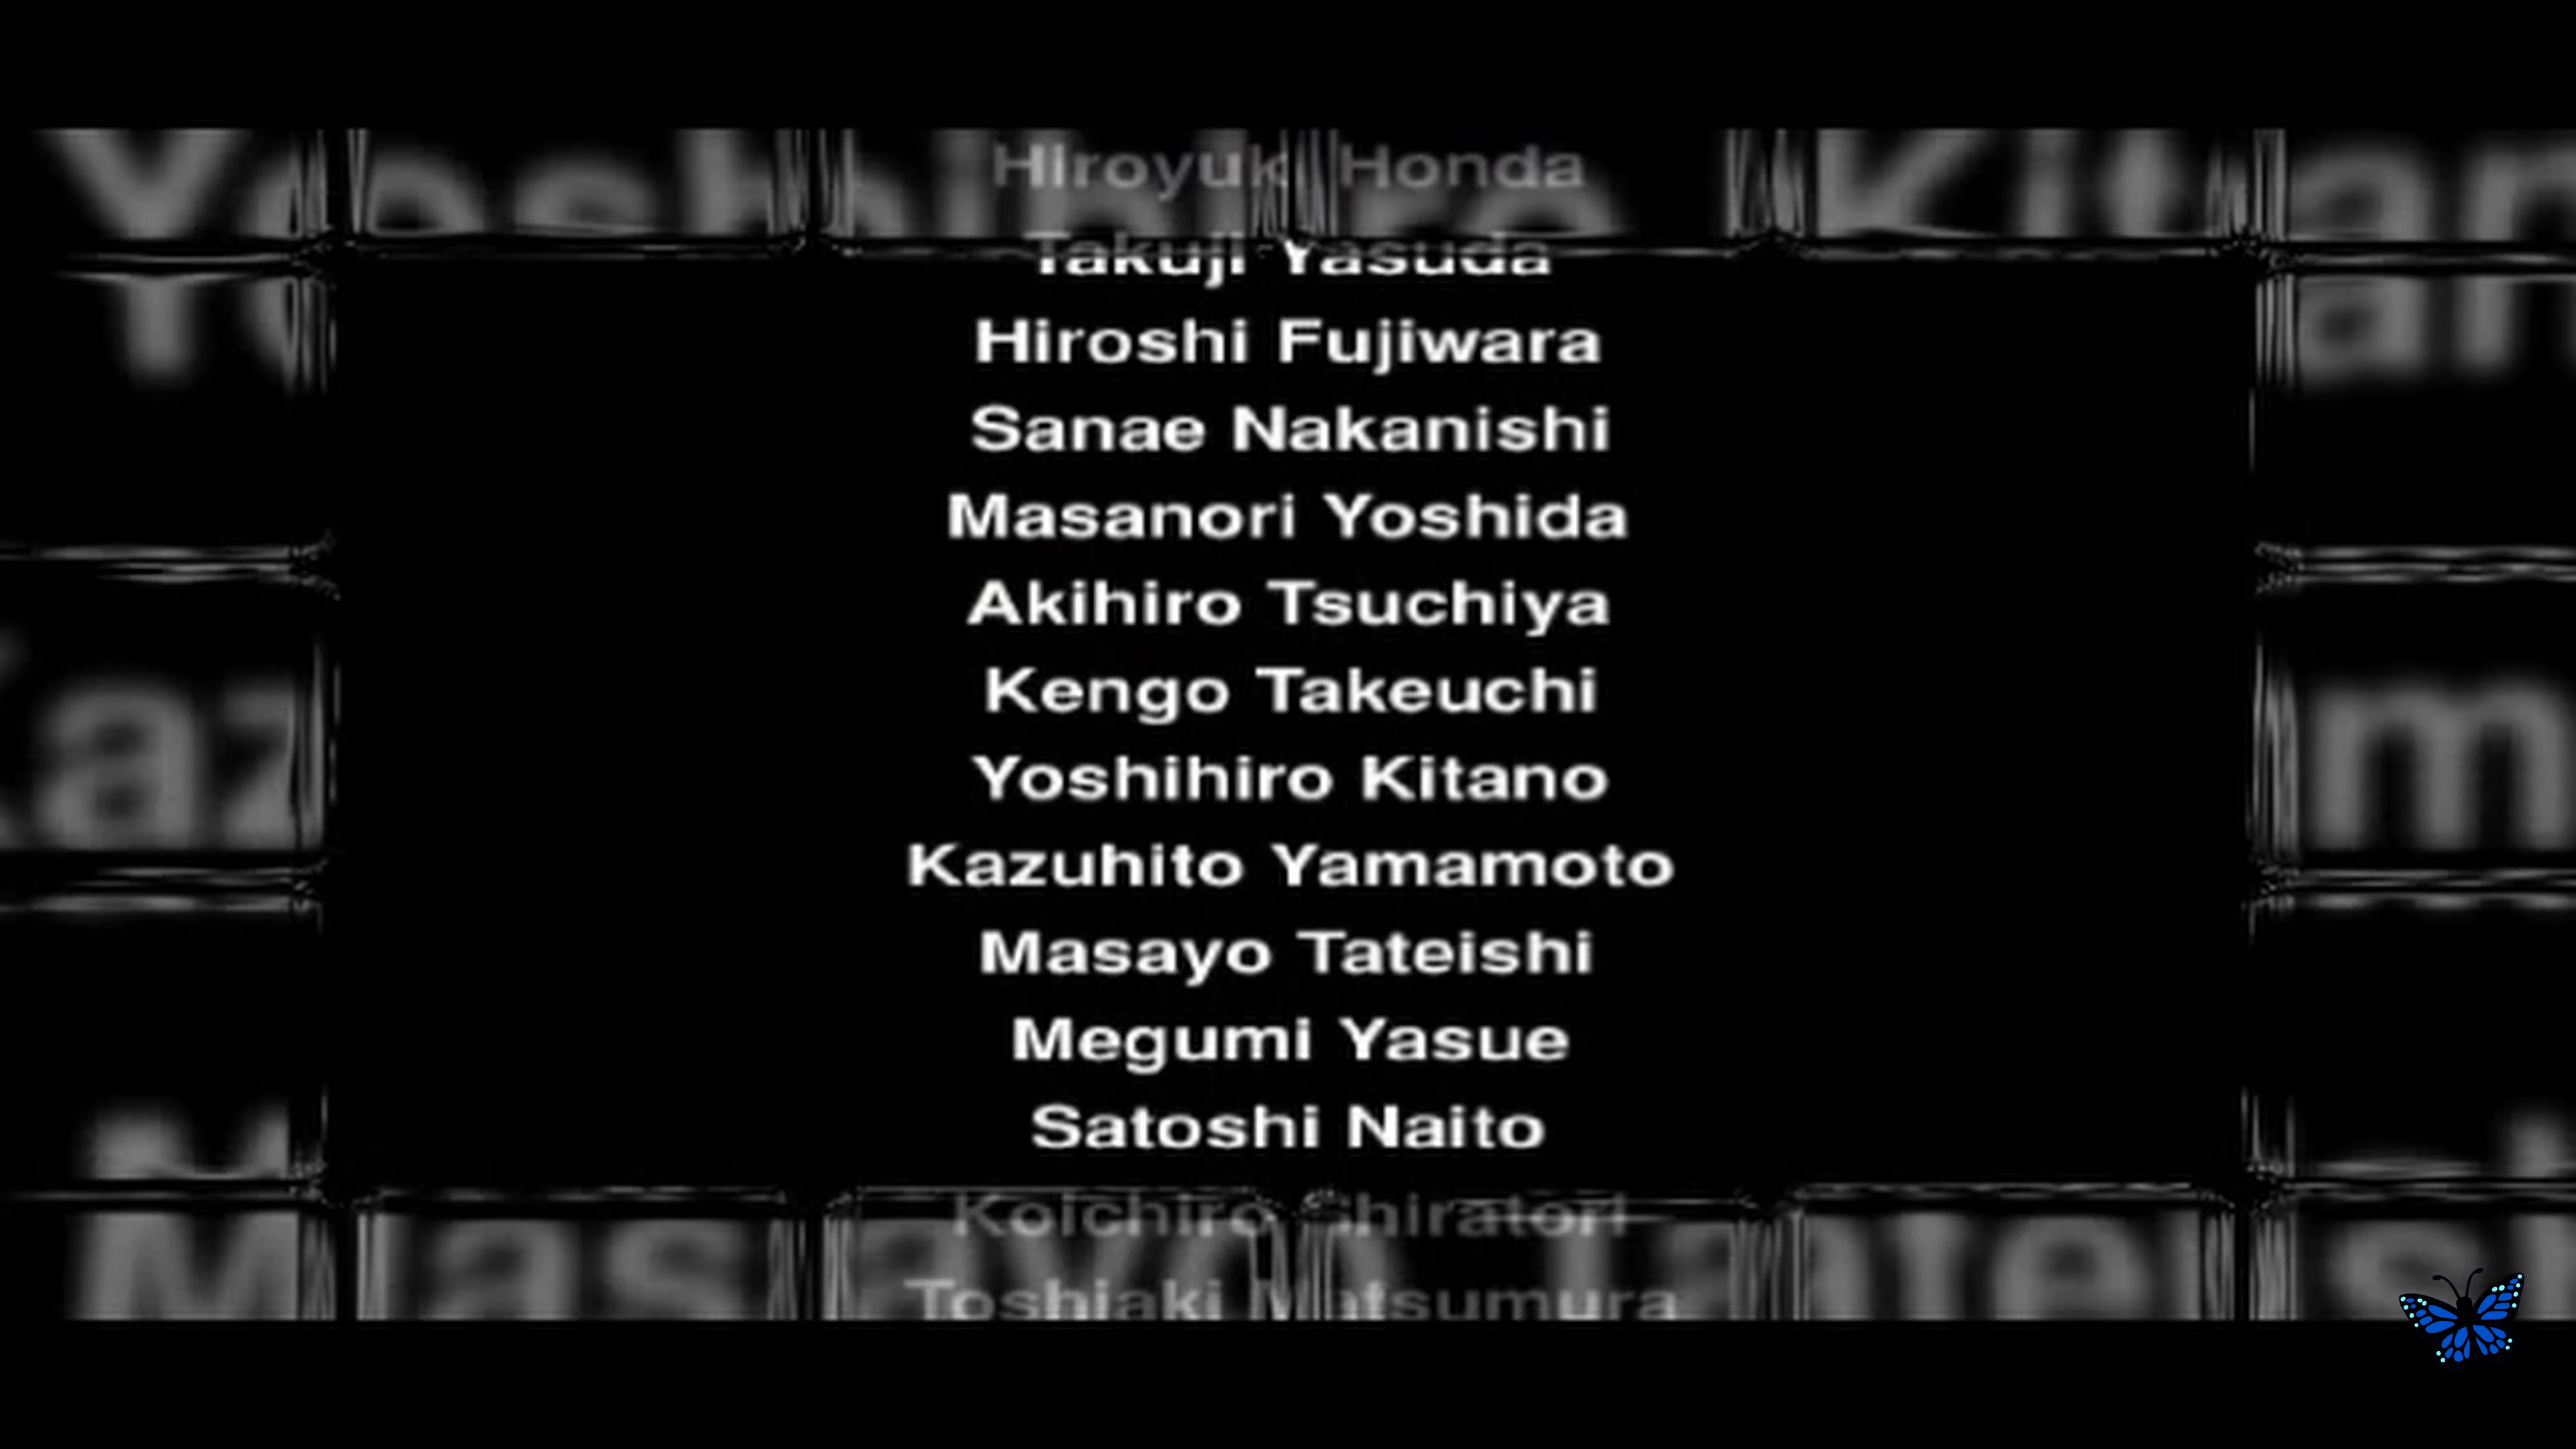 Hiroyuki Honda
Takuji Yasuda
Hiroshi Fujiwara
Sanae Nakanishi
Masanori Yoshida
Akihiro Tsuchiya
Kengo Takeuchi
Yoshihiro Kitano
Kazuhito Yamamoto
Masayo Tateishi
Megumi Yasue
Satoshi Naito
Koichiro Shiratori
Toshiaki Matsumura